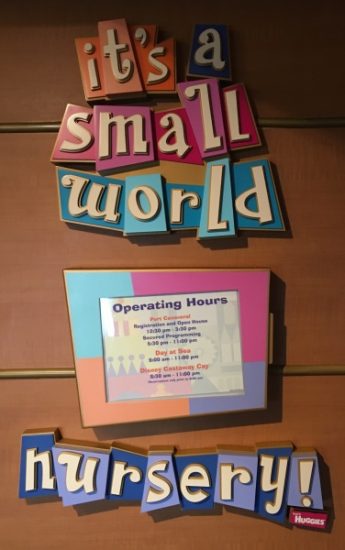 it's a
small
world
Operating Hours
Port Canaveral
Registration and Open House
12:30 pm - 3:30 pm
Secured Programming
5:30 pm - 11:00 pm
Day at Sea
9:00 am - 11:00 pm
Disney Castaway Cay
8:30 am - 11:00 pm
nursery!
HUGGIES